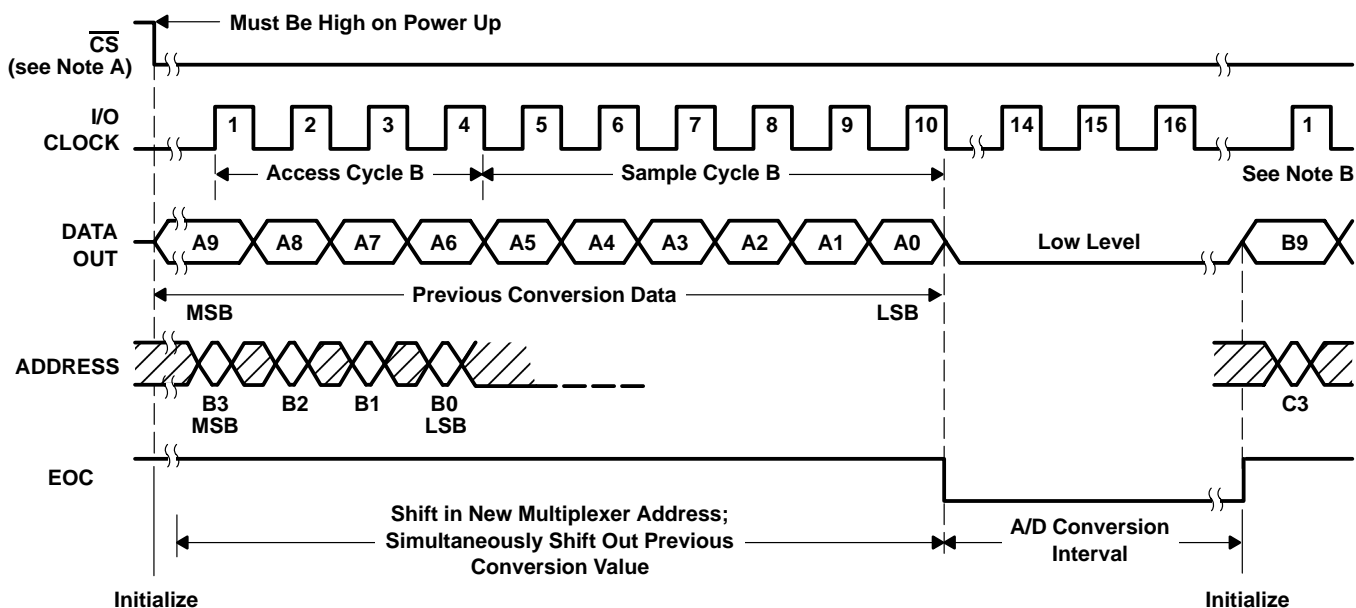 Must Be High on Power Up
CS
(see Note A)
I/O
CLOCK
1 2 3 4 5 6 7 8 9 10 14 15 16 1
Access Cycle B
Sample Cycle B
See Note B
DATA
OUT
A9 A8 A7 A6 A5 A4 A3 A2 A1 A0
Low Level
B9
Previous Conversion Data
MSB
LSB
ADDRESS
B3
MSB
B2
B1
B0
LSB
C3
EOC
Shift in New Multiplexer Address;
Simultaneously Shift Out Previous
Conversion Value
A/D Conversion
Interval
Initialize
Initialize